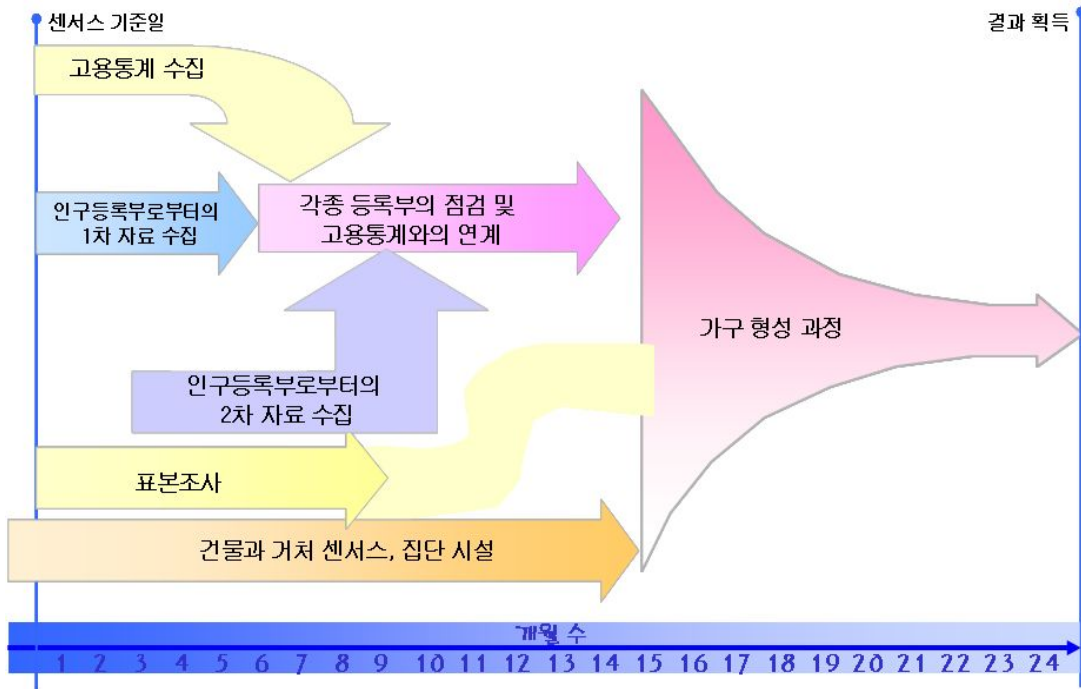 센서스 기준일
결과 획득
고용통계 수집
인구등록부로부터의
1차 자료 수집
각종 등록부의 점검 및
고용통계와의 연계
가구 형성 과정
인구등록부로부터의
2차 자료 수집
표본조사
건물과 거처 센서스, 집단 시설
개월 수
1 2 3 4 5 6 7 8 9 10 11 12 13 14 15 16 17 18 19 20 21 22 23 24